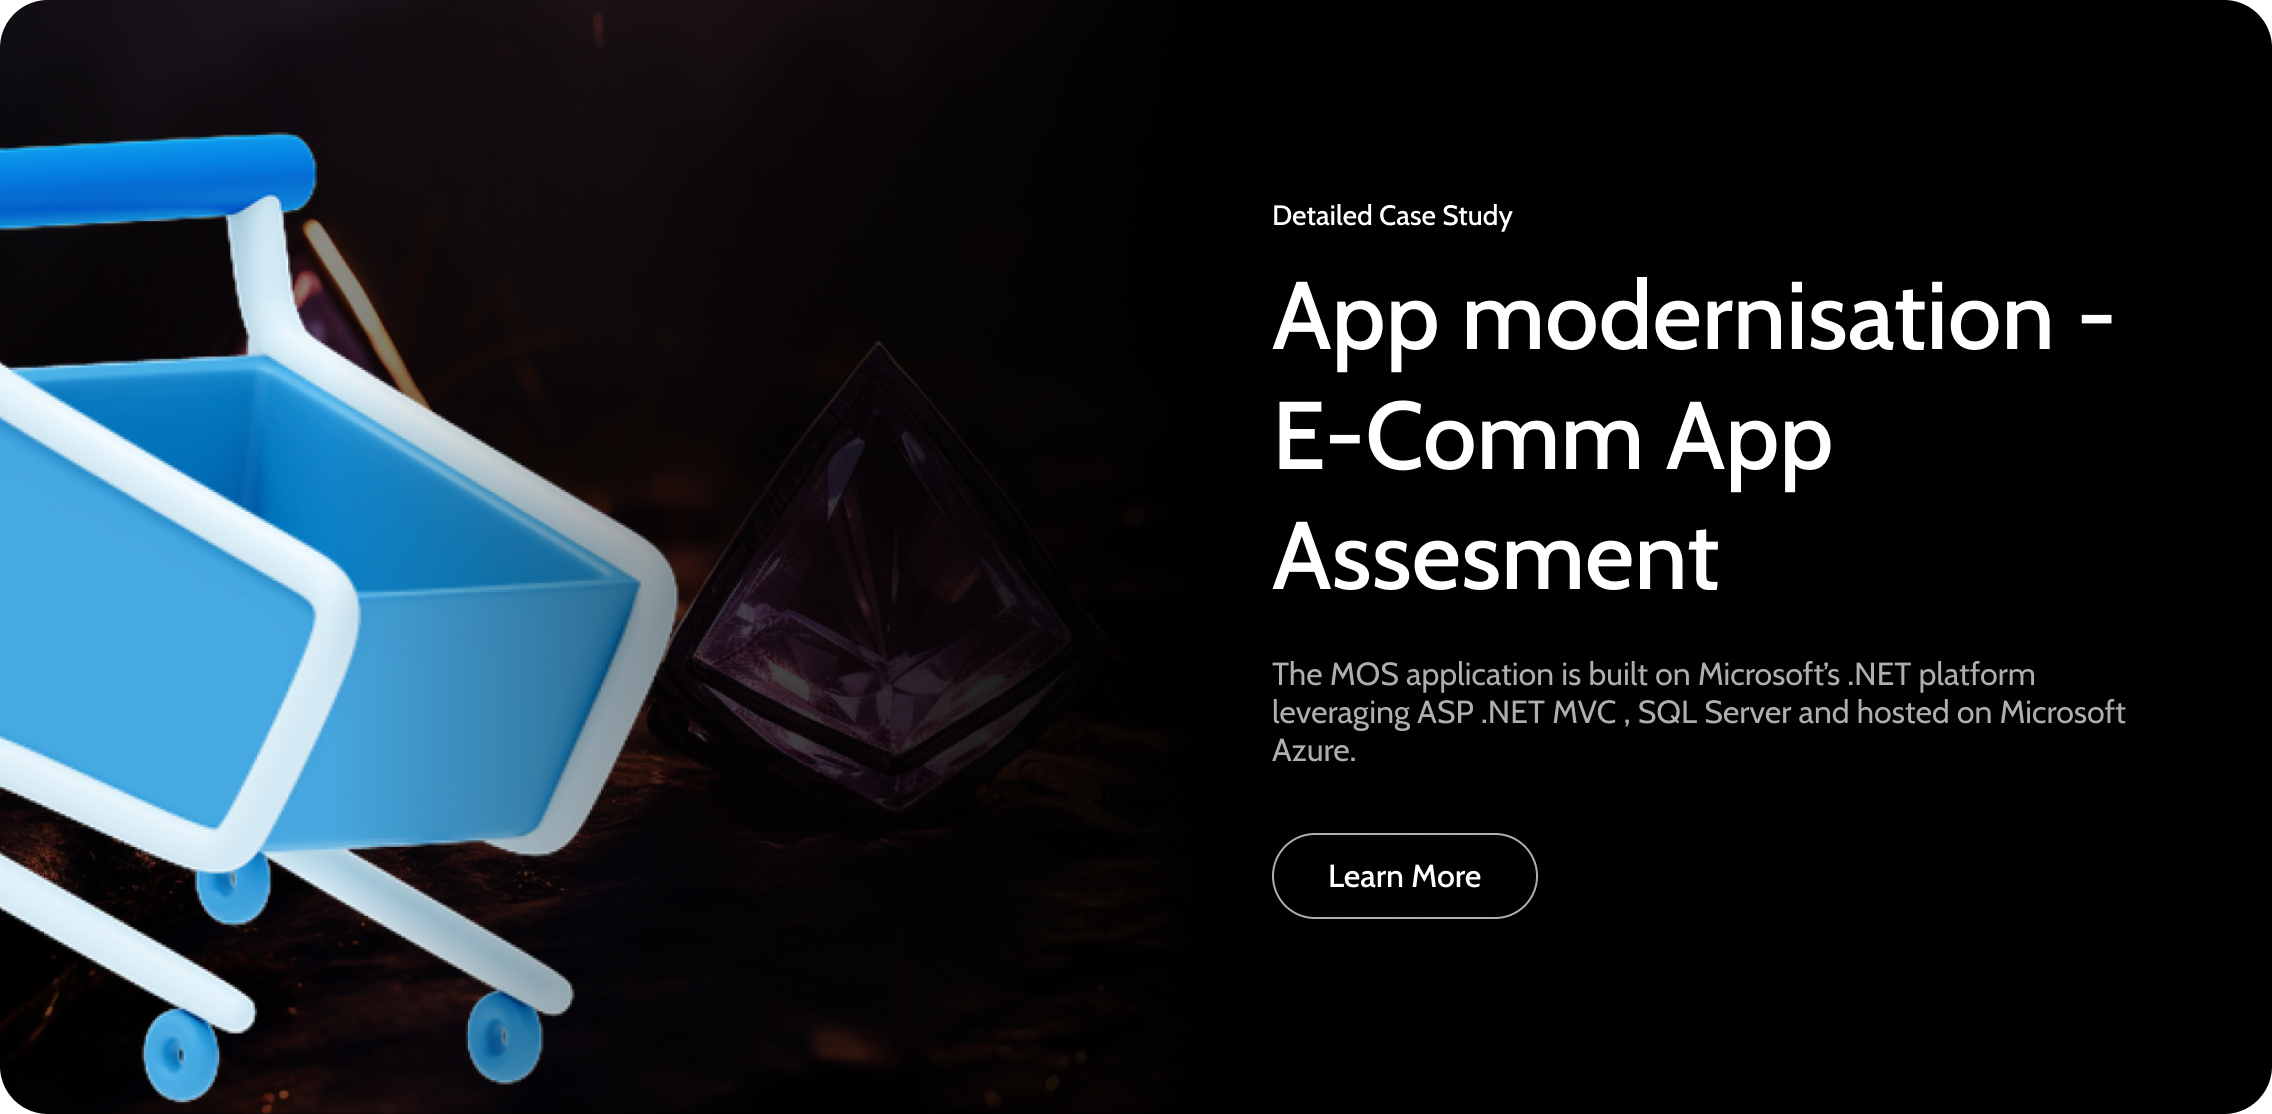 Detailed Case Study
App modernisation -
E-Comm App
Assesment
The MOS application is built on Microsoft’s .NET platform
leveraging ASP .NET MVC , SQL Server and hosted on Microsoft
Azure.
Learn More